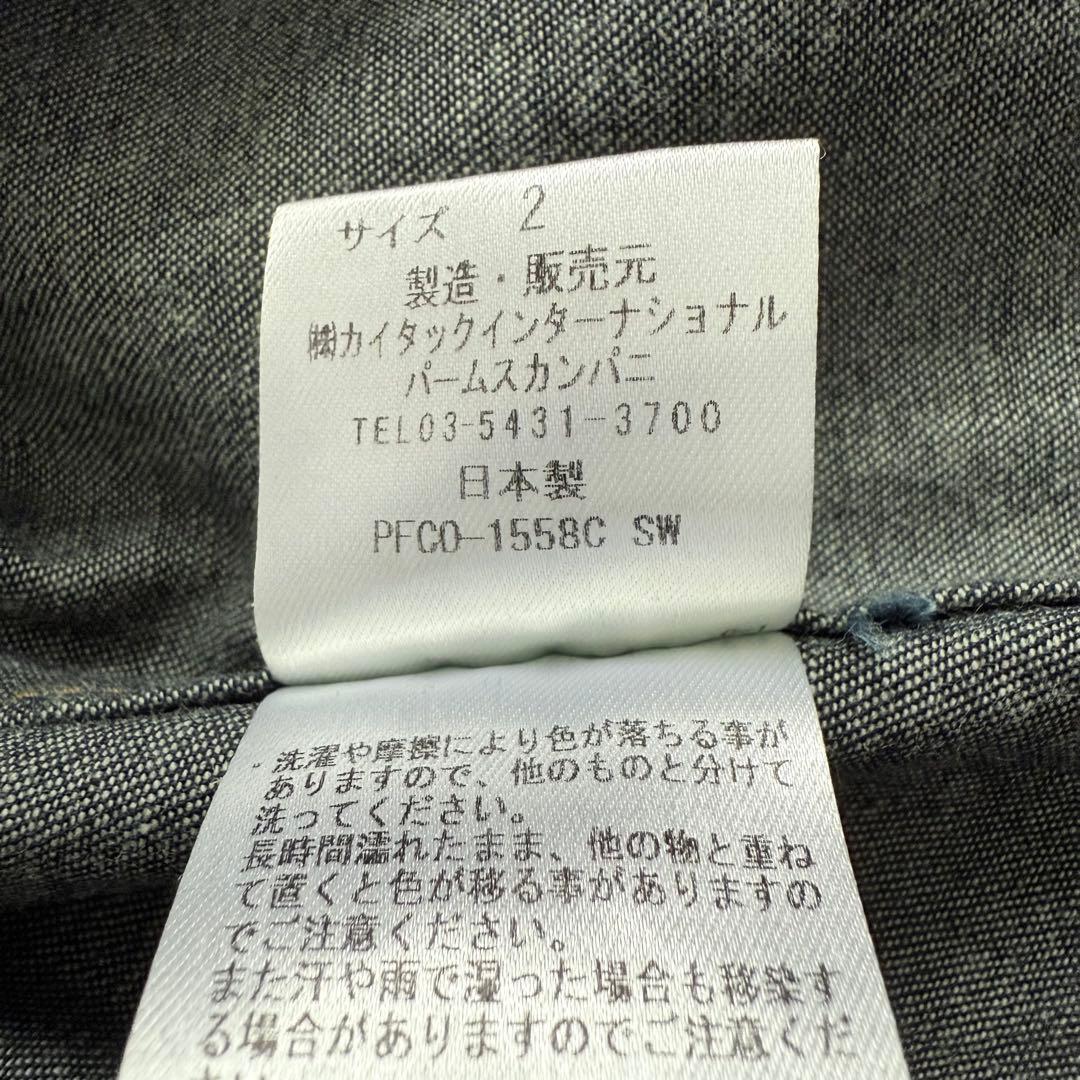 サイズ 2
製造・販売元
㈱カイタックインターナショナル
パームスカンパニ
TEL03-5431-3700
日本製
PFCO-1558C SW
・洗濯や摩擦により色が落ちる事が
ありますので、他のものと分けて
洗ってください。
長時間濡れたまま、他の物と重ね
て置くと色が移る事がありますの
でご注意ください。
また汗や雨で湿った場合も移染す
る場合がありますのでご注意くだ